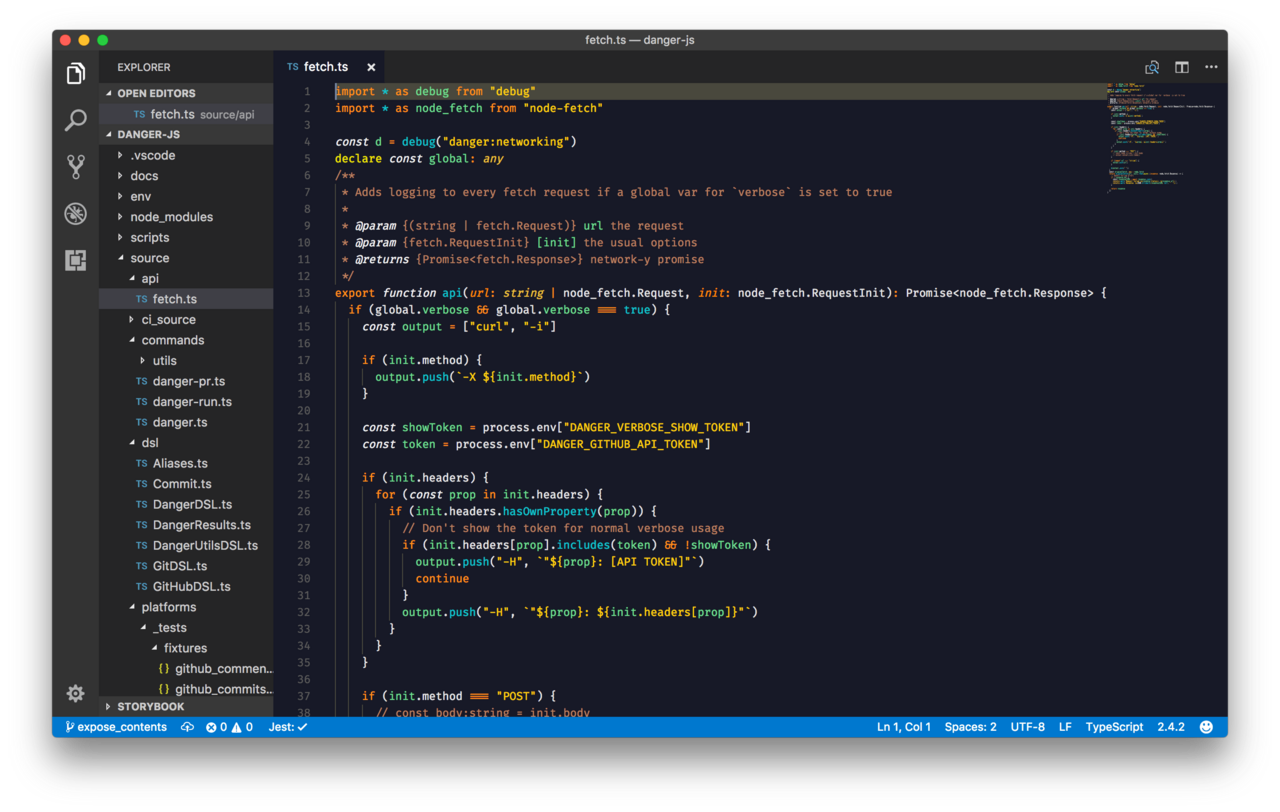 fetch.ts — danger-js
EXPLORER
OPEN EDITORS
TS fetch.ts source/api
DANGER-JS
.vscode
docs
env
node_modules
scripts
source
api
TS fetch.ts
ci_source
commands
utils
TS danger-pr.ts
TS danger-run.ts
TS danger.ts
dsl
TS Aliases.ts
TS Commit.ts
TS DangerDSL.ts
TS DangerResults.ts
TS DangerUtilsDSL.ts
TS GitDSL.ts
TS GitHubDSL.ts
platforms
_tests
fixtures
{} github_commen...
{} github_commits...
STORYBOOK
TS fetch.ts ×
1 import * as debug from "debug"
2 import * as node_fetch from "node-fetch"
3
4 const d = debug("danger:networking")
5 declare const global: any
6 /**
7  * Adds logging to every fetch request if a global var for `verbose` is set to true
8  *
9  * @param {(string | fetch.Request)} url the request
10  * @param {fetch.RequestInit} [init] the usual options
11  * @returns {Promise<fetch.Response>} network-y promise
12  */
13 export function api(url: string | node_fetch.Request, init: node_fetch.RequestInit): Promise<node_fetch.Response> {
14   if (global.verbose && global.verbose === true) {
15     const output = ["curl", "-i"]
16
17     if (init.method) {
18       output.push(`-X ${init.method}`)
19     }
20
21     const showToken = process.env["DANGER_VERBOSE_SHOW_TOKEN"]
22     const token = process.env["DANGER_GITHUB_API_TOKEN"]
23
24     if (init.headers) {
25       for (const prop in init.headers) {
26         if (init.headers.hasOwnProperty(prop)) {
27           // Don't show the token for normal verbose usage
28           if (init.headers[prop].includes(token) && !showToken) {
29             output.push("-H", `"${prop}: [API TOKEN]"`)
30             continue
31           }
32           output.push("-H", `"${prop}: ${init.headers[prop]}"`)
33         }
34       }
35     }
36
37     if (init.method === "POST") {
38       // const body:string = init.body
expose_contents 0 0 Jest: ✓ Ln 1, Col 1 Spaces: 2 UTF-8 LF TypeScript 2.4.2